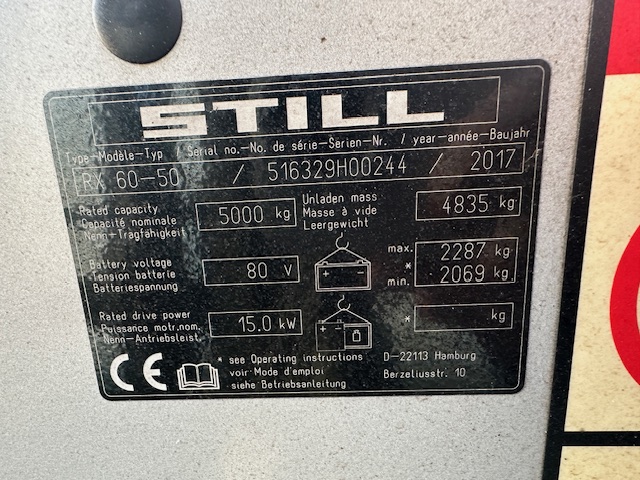 STILL
Type-Modèle-Typ / Serial no.-No. de série-Serien-Nr. / year-année-Baujahr
RX 60-50 / 516329H00244 / 2017
Rated capacity
Capacité nominale
Nenn-Tragfähigkeit
5000 kg
Unladen mass
Masse à vide
Leergewicht
4835 kg
Battery voltage
Tension batterie
Batteriespannung
80 V
max. 2287 kg
*
min. 2069 kg
Rated drive power
Puissance motr.nom.
Nenn-Antriebsleist.
15.0 kW
* kg
CE
* see Operating instructions
voir Mode d'emploi
siehe Betriebsanleitung
D-22113 Hamburg
Berzeliusstr. 10